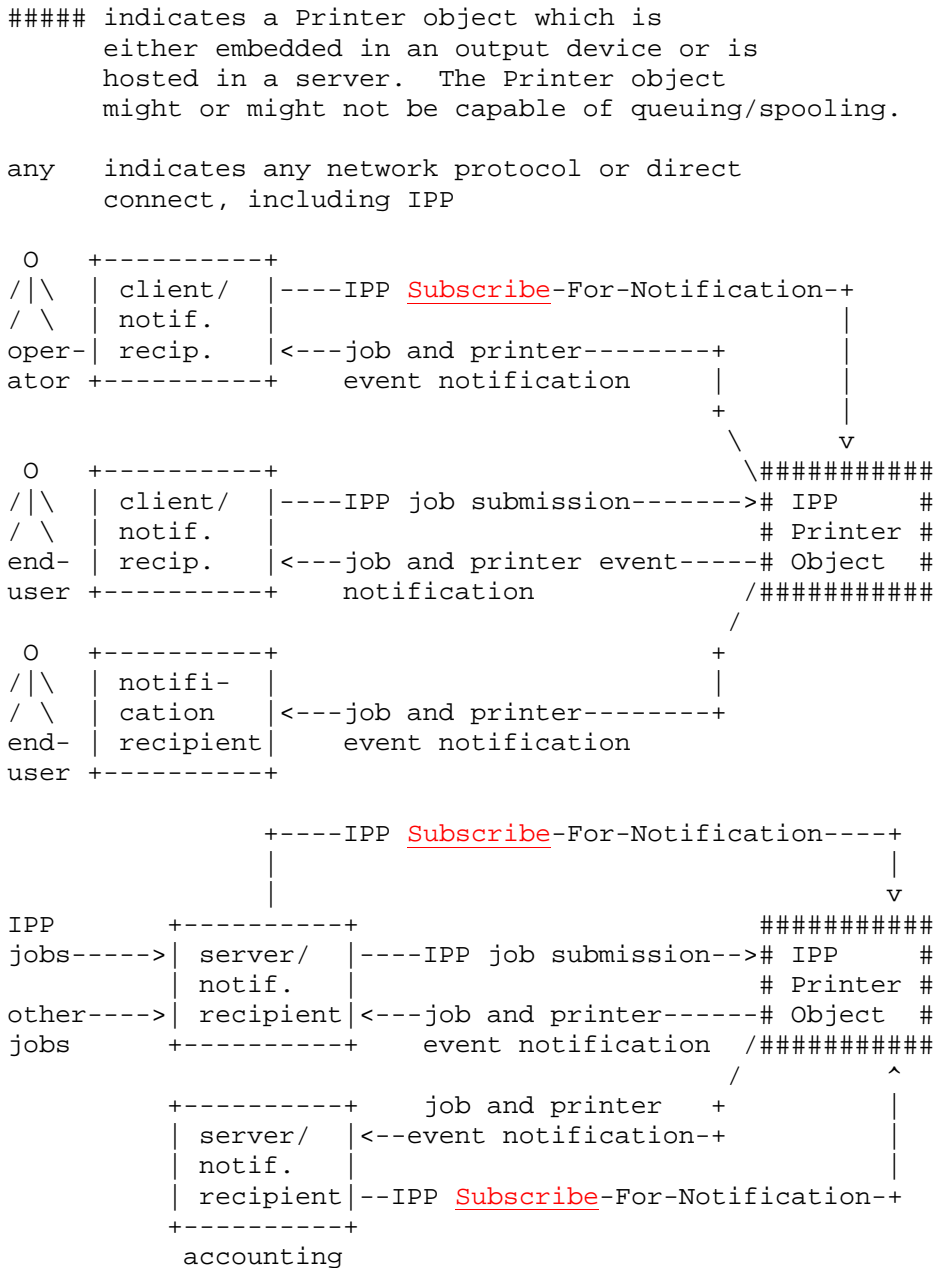 ##### indicates a Printer object which is
      either embedded in an output device or is
      hosted in a server.  The Printer object
      might or might not be capable of queuing/spooling.

any   indicates any network protocol or direct
      connect, including IPP

 O   +----------+
/|\  | client/  |----IPP Subscribe-For-Notification-+
/ \  | notif.   |                                   |
oper-| recip.   |<---job and printer--------+       |
ator +----------+    event notification     |       |
                                            +       |
                                             \      v
 O   +----------+                             \###########
/|\  | client/  |----IPP job submission-------># IPP     #
/ \  | notif.   |                              # Printer #
end- | recip.   |<---job and printer event-----# Object  #
user +----------+    notification             /###########
                                             /
 O   +----------+                           +
/|\  | notifi-  |                           |
/ \  | cation   |<---job and printer--------+
end- | recipient|    event notification
user +----------+

                +----IPP Subscribe-For-Notification----+
                |                                      |
                |                                      v
IPP       +----------+                         ###########
jobs----->| server/  |----IPP job submission--># IPP     #
          | notif.   |                         # Printer #
other---->| recipient|<---job and printer------# Object  #
jobs      +----------+    event notification  /###########
                                             /         ^
          +----------+    job and printer   +          |
          | server/  |<--event notification-+          |
          | notif.   |                                 |
          | recipient|--IPP Subscribe-For-Notification-+
          +----------+
           accounting